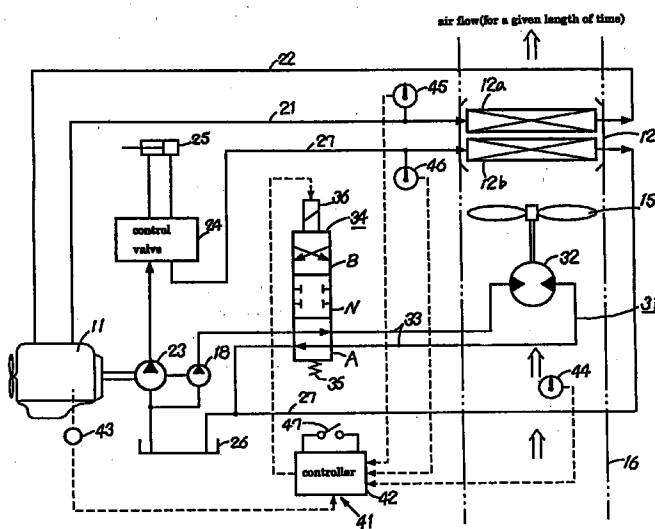 air flow(for a given length of time)
22
21
45
12a
12
25
27
46
12b
36
34
15
control
valve
24
B
32
N
33
31
11
23
18
A
35
44
27
43
26
47
controller
42
41
16